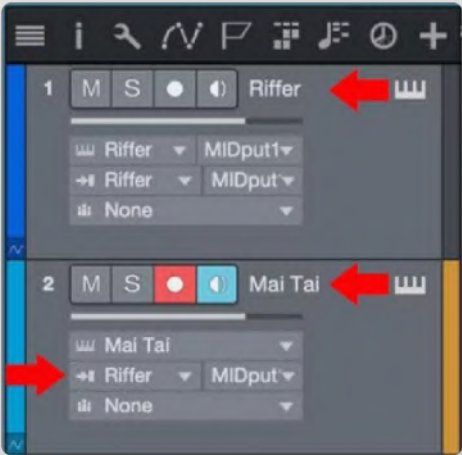 1 M S Riffer
Riffer MIDput1
Riffer MIDput
None
2 M S Mai Tai
Mai Tai
Riffer MIDput
None